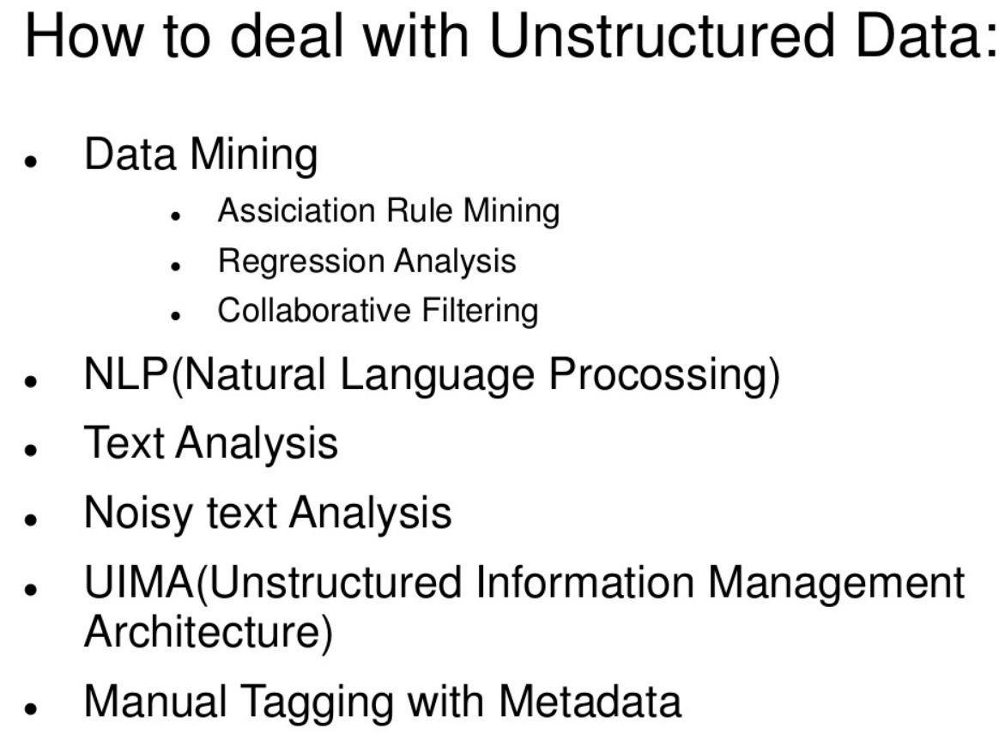 How to deal with Unstructured Data:
• Data Mining
• Assiciation Rule Mining
• Regression Analysis
• Collaborative Filtering
• NLP(Natural Language Procossing)
• Text Analysis
• Noisy text Analysis
• UIMA(Unstructured Information Management
Architecture)
• Manual Tagging with Metadata